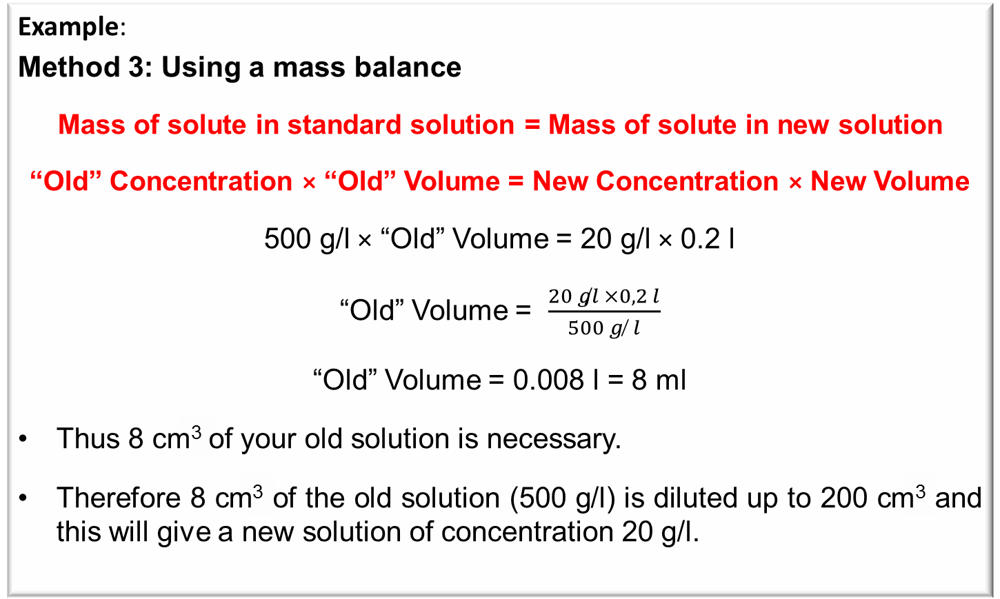 Example:
Method 3: Using a mass balance
Mass of solute in standard solution = Mass of solute in new solution
“Old” Concentration × “Old” Volume = New Concentration × New Volume
500 g/l × “Old” Volume = 20 g/l × 0.2 l
“Old” Volume = 20 g/l ×0,2 l / 500 g/ l
“Old” Volume = 0.008 l = 8 ml
• Thus 8 cm³ of your old solution is necessary.
• Therefore 8 cm³ of the old solution (500 g/l) is diluted up to 200 cm³ and
this will give a new solution of concentration 20 g/l.